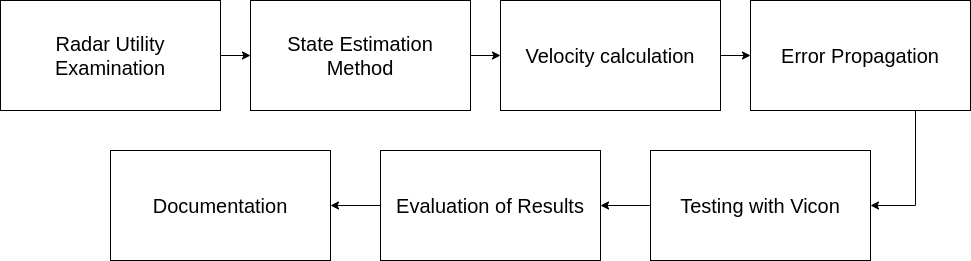 Radar Utility
Examination
State Estimation
Method
Velocity calculation
Error Propagation
Testing with Vicon
Evaluation of Results
Documentation